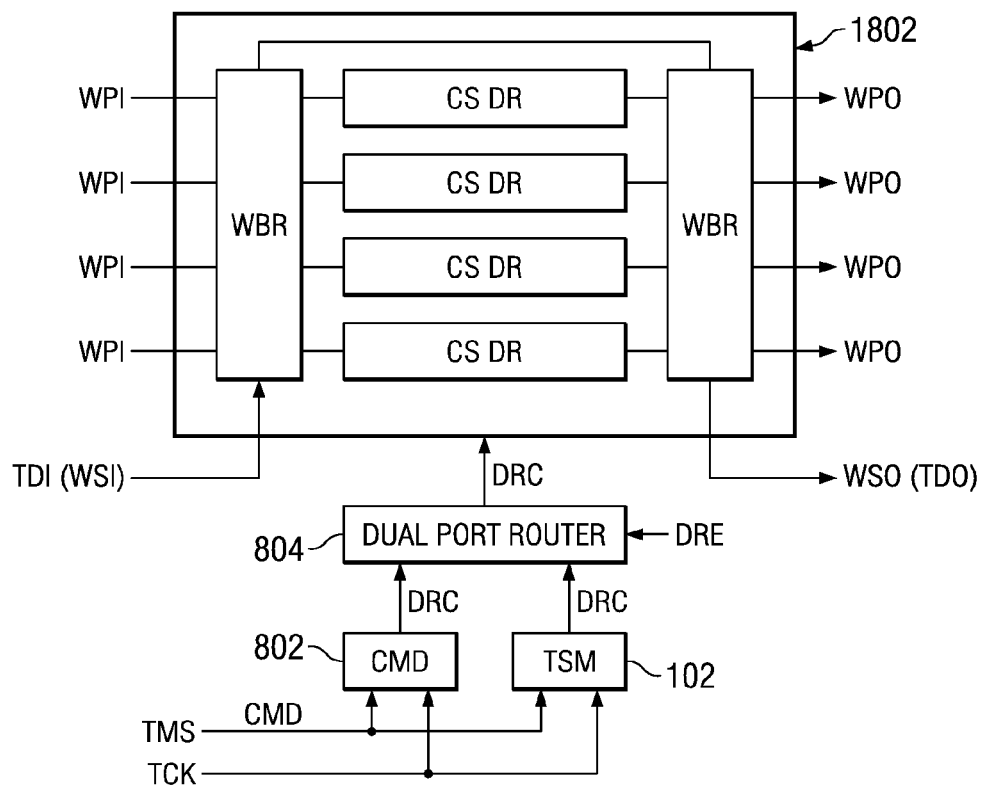 1802
WPI CS DR WPO
WPI CS DR WPO
WBR WBR
WPI CS DR WPO
WPI CS DR WPO
TDI (WSI) WSO (TDO)
DRC
804 DUAL PORT ROUTER DRE
DRC DRC
802 CMD TSM 102
CMD
TMS
TCK